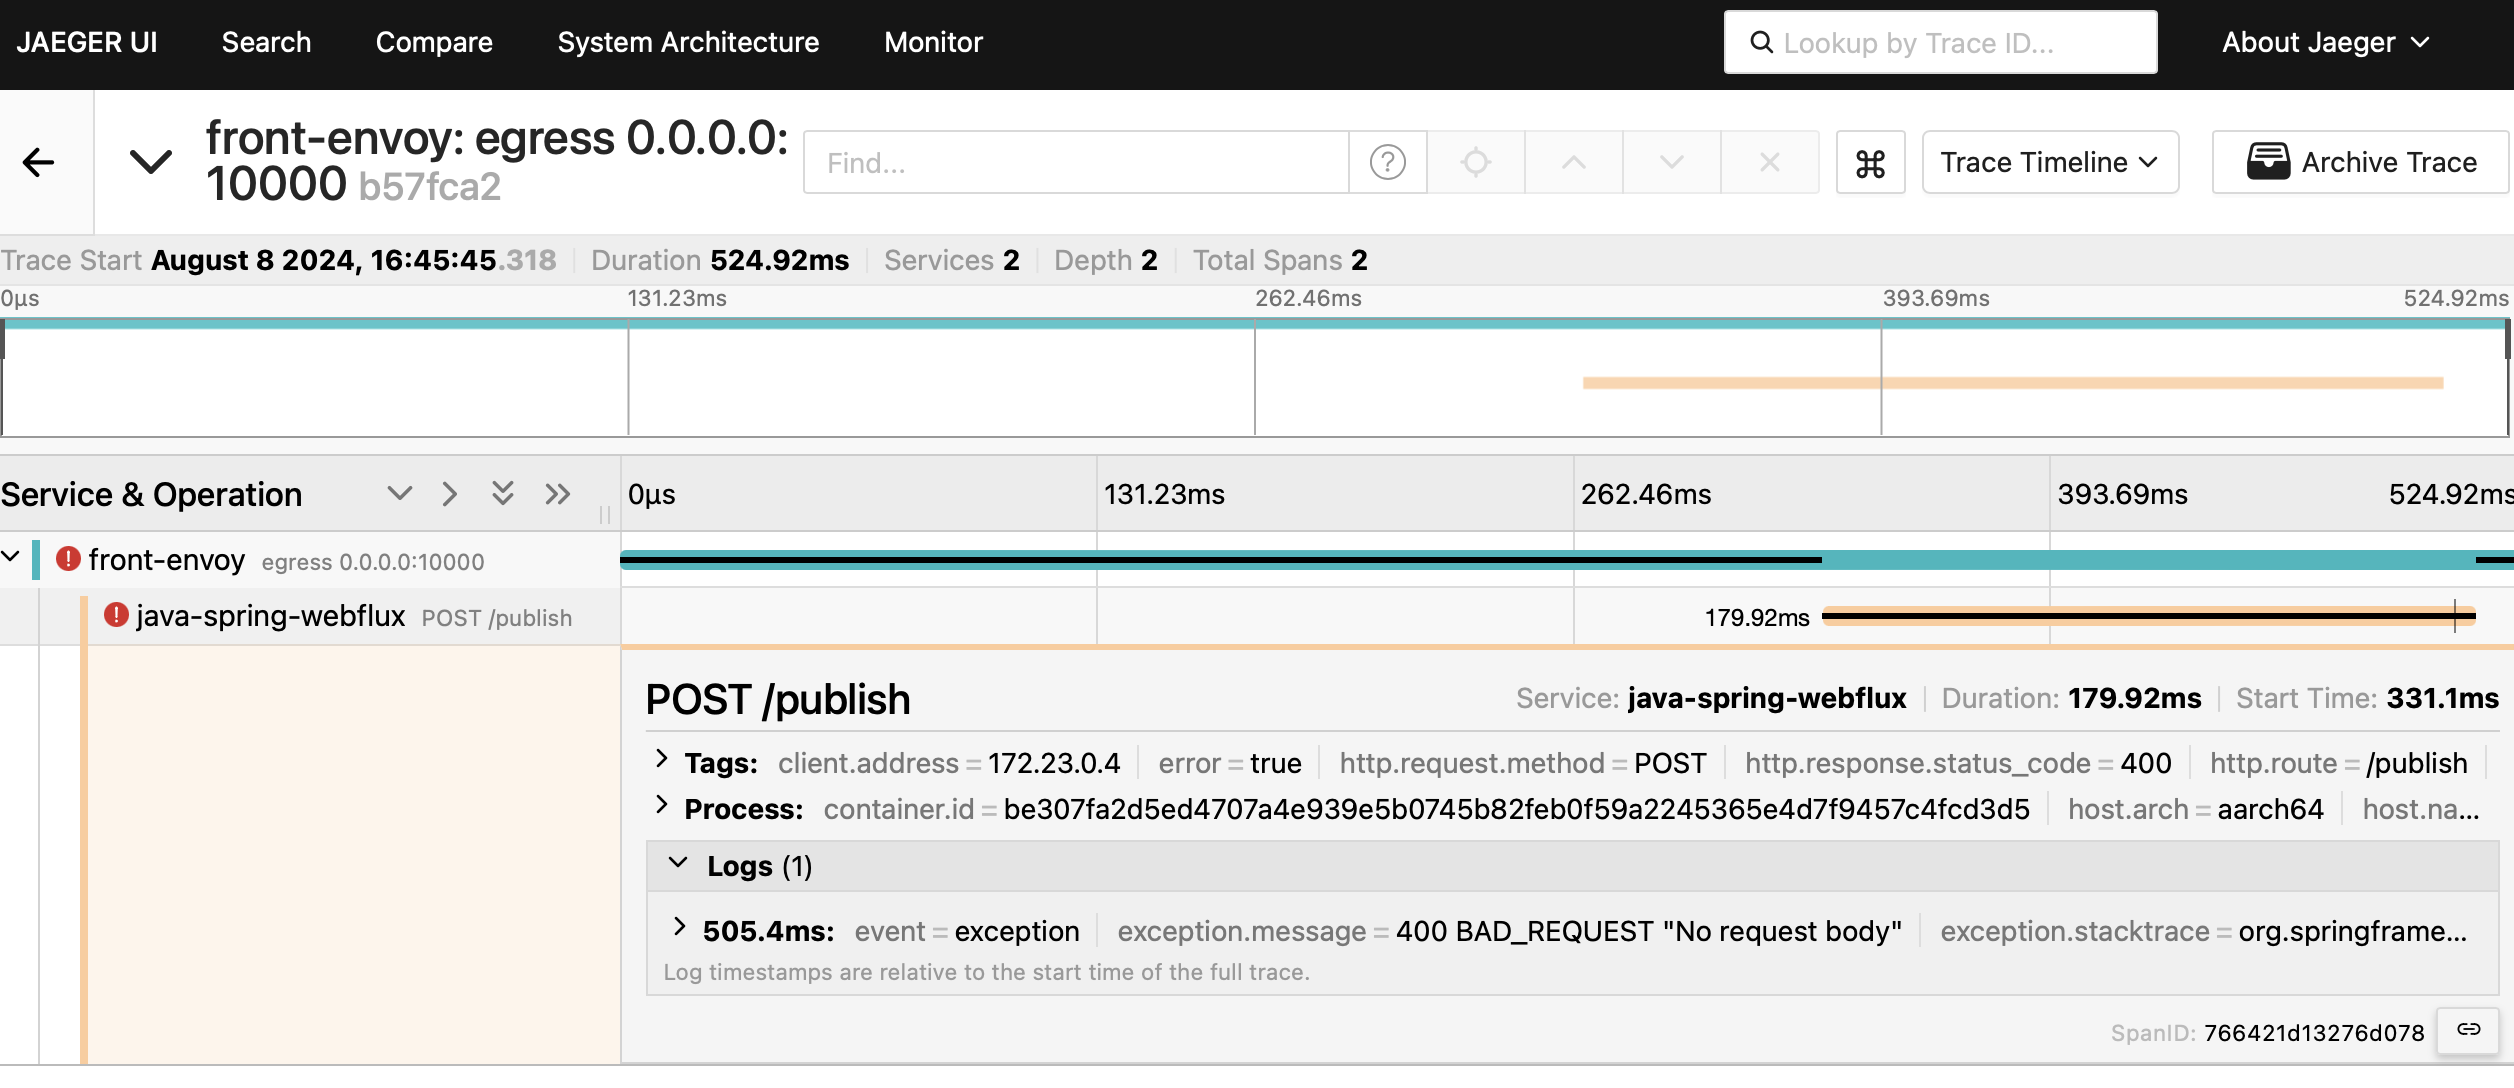 JAEGER UI Search Compare System Architecture Monitor Lookup by Trace ID... About Jaeger
front-envoy: egress 0.0.0.0:
10000 b57fca2
Find...
Trace Timeline
Archive Trace
Trace Start August 8 2024, 16:45:45.318 Duration 524.92ms Services 2 Depth 2 Total Spans 2
0μs 131.23ms 262.46ms 393.69ms 524.92ms
Service & Operation 0μs 131.23ms 262.46ms 393.69ms 524.92ms
front-envoy egress 0.0.0.0:10000
java-spring-webflux POST /publish 179.92ms
POST /publish Service: java-spring-webflux Duration: 179.92ms Start Time: 331.1ms
Tags: client.address = 172.23.0.4 error = true http.request.method = POST http.response.status_code = 400 http.route = /publish
Process: container.id = be307fa2d5ed4707a4e939e5b0745b82feb0f59a2245365e4d7f9457c4fcd3d5 host.arch = aarch64 host.na...
Logs (1)
505.4ms: event = exception exception.message = 400 BAD_REQUEST "No request body" exception.stacktrace = org.springframe...
Log timestamps are relative to the start time of the full trace.
SpanID: 766421d13276d078